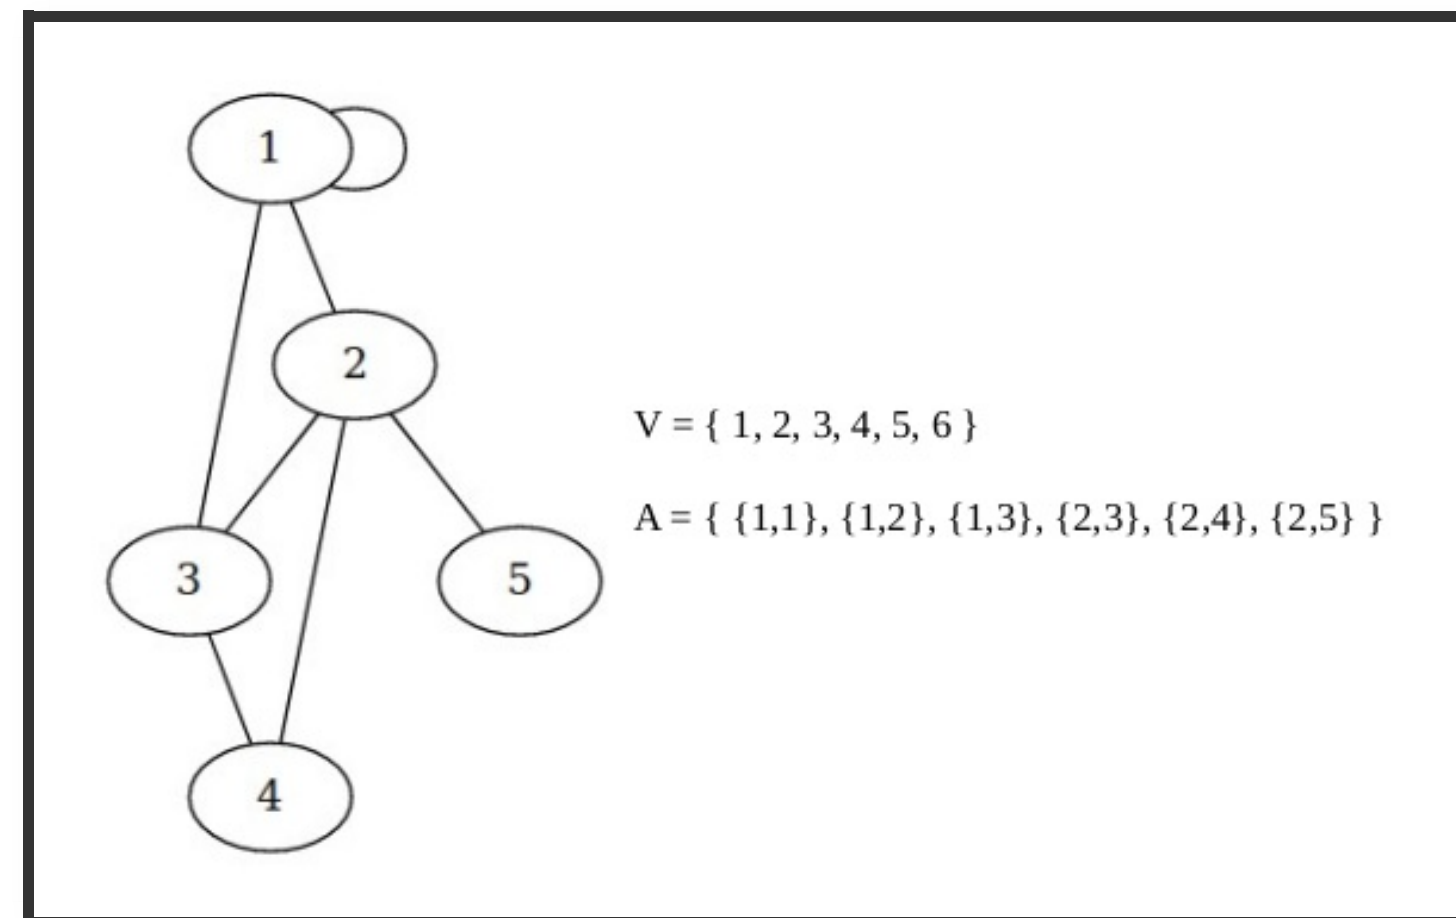 1
2
V = { 1, 2, 3, 4, 5, 6 }
A = { {1,1}, {1,2}, {1,3}, {2,3}, {2,4}, {2,5} }
3
5
4